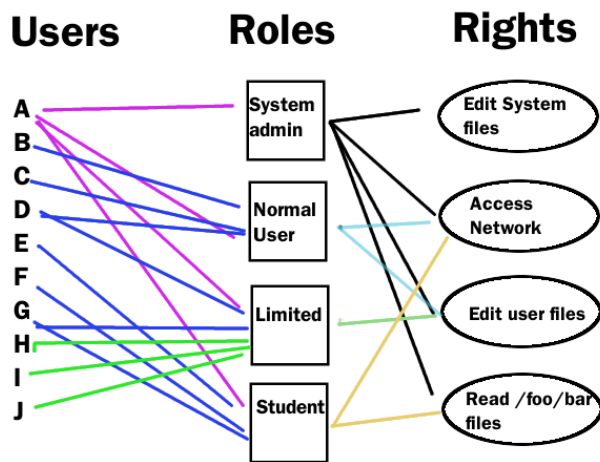 Users Roles Rights
A
B
C
D
E
F
G
H
I
J
System
admin
Normal
User
Limited
Student
Edit System
files
Access
Network
Edit user files
Read /foo/bar
files